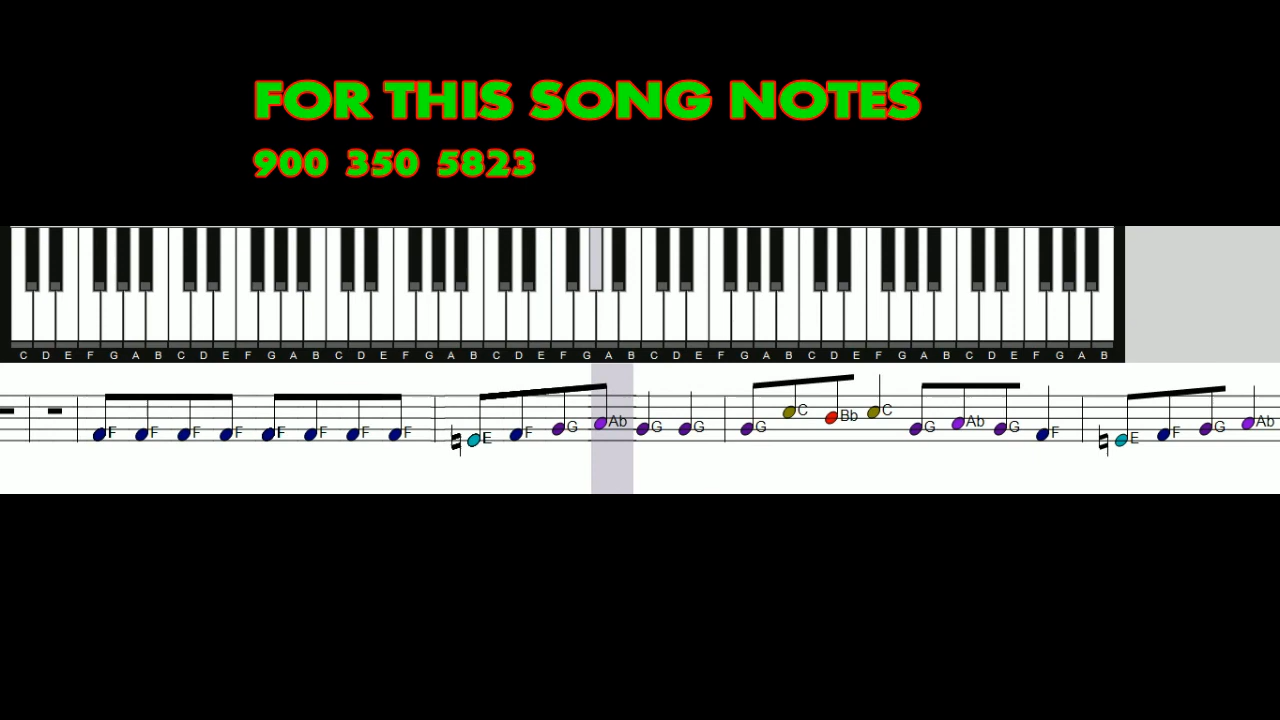 FOR THIS SONG NOTES
900 350 5823
C D E F G A B C D E F G A B C D E F G A B C D E F G A B C D E F G A B C D E F G A B C D E F G A B
F F F F F F F F E F G Ab G G G C Bb C G Ab G F E F G Ab